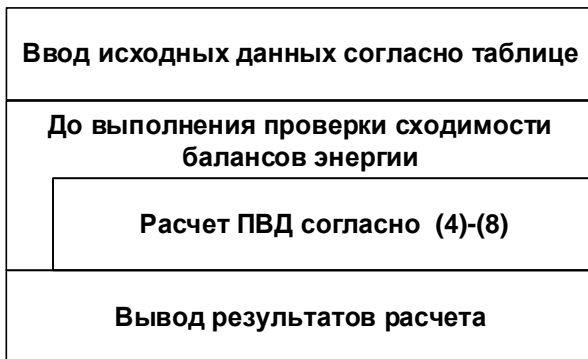 Ввод исходных данных согласно таблице
До выполнения проверки сходимости
балансов энергии
Расчет ПВД согласно (4)-(8)
Вывод результатов расчета